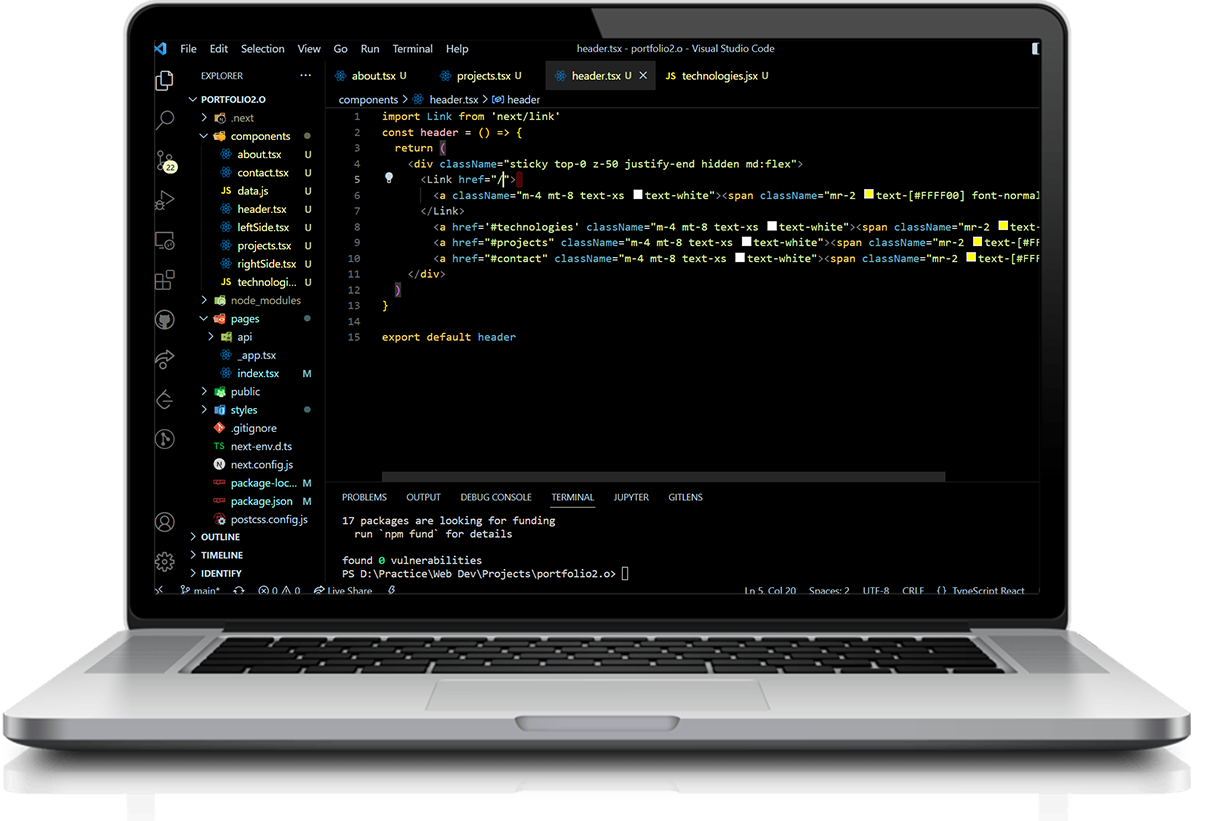 File Edit Selection View Go Run Terminal Help
header.tsx - portfolio2.o - Visual Studio Code
EXPLORER ···
about.tsx U projects.tsx U header.tsx U JS technologies.jsx U
components > header.tsx > header
22
PORTFOLIO2.O
.next
components
about.tsx U
contact.tsx U
JS data.js U
header.tsx U
leftSide.tsx U
projects.tsx U
rightSide.tsx U
JS technologi... U
node_modules
pages
api
_app.tsx
index.tsx M
public
styles
.gitignore
TS next-env.d.ts
N next.config.js
package-loc... M
package.json M
postcss.config.js
OUTLINE
TIMELINE
IDENTIFY
1 import Link from 'next/link'
2 const header = () => {
3 return (
4 <div className="sticky top-0 z-50 justify-end hidden md:flex">
5 <Link href="/">
6 <a className="m-4 mt-8 text-xs text-white"><span className="mr-2 text-[#FFFF00] font-normal
7 </Link>
8 <a href='#technologies' className="m-4 mt-8 text-xs text-white"><span className="mr-2 text-
9 <a href="#projects" className="m-4 mt-8 text-xs text-white"><span className="mr-2 text-[#FF
10 <a href="#contact" className="m-4 mt-8 text-xs text-white"><span className="mr-2 text-[#FFF
11 </div>
12 )
13 }
14
15 export default header
PROBLEMS OUTPUT DEBUG CONSOLE TERMINAL JUPYTER GITLENS
17 packages are looking for funding
run `npm fund` for details
found 0 vulnerabilities
PS D:\Practice\Web Dev\Projects\portfolio2.o>
main* 0 0 Live Share Ln 5, Col 20 Spaces: 2 UTF-8 CRLF {} TypeScript React